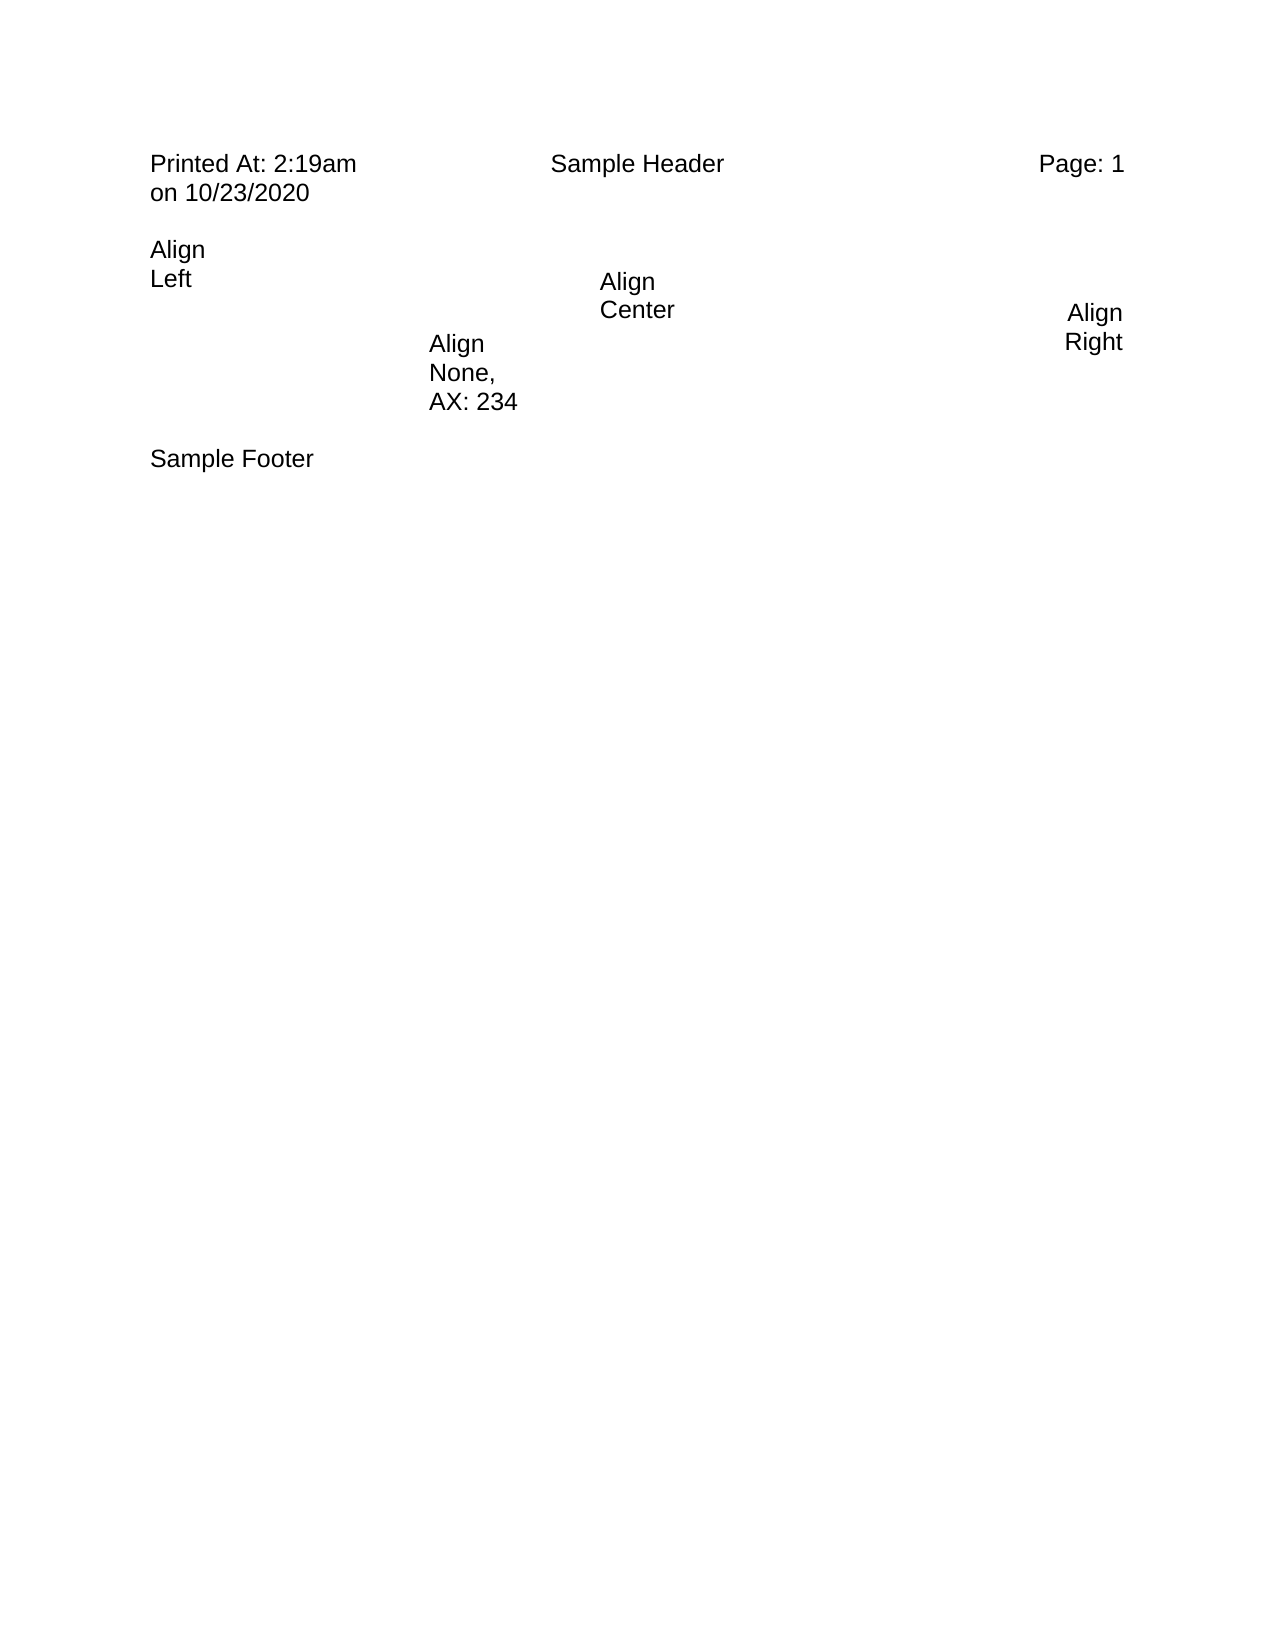 Printed At: 2:19am Sample Header Page: 1
on 10/23/2020
Align
Left
Align
Center
Align
Right
Align
None,
AX: 234
Sample Footer